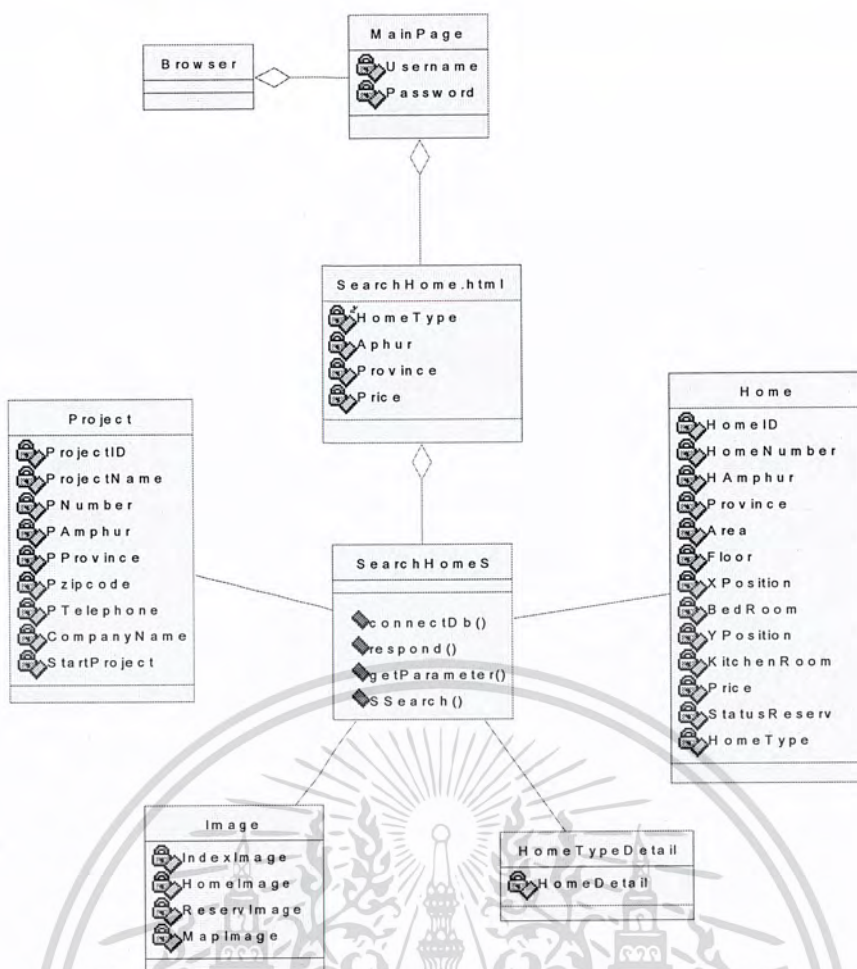 Browser
MainPage
Username
Password
SearchHome.html
HomeType
Aphur
Province
Price
Project
ProjectID
ProjectName
PNumber
PAmphur
PProvince
Pzipcode
PTelephone
CompanyName
StartProject
SearchHomeS
connectDb()
respond()
getParameter()
SSearch()
Home
HomeID
HomeNumber
HAmphur
Province
Area
Floor
XPosition
BedRoom
YPosition
KitchenRoom
Price
StatusReserv
HomeType
Image
IndexImage
HomeImage
ReservImage
MapImage
HomeTypeDetail
HomeDetail